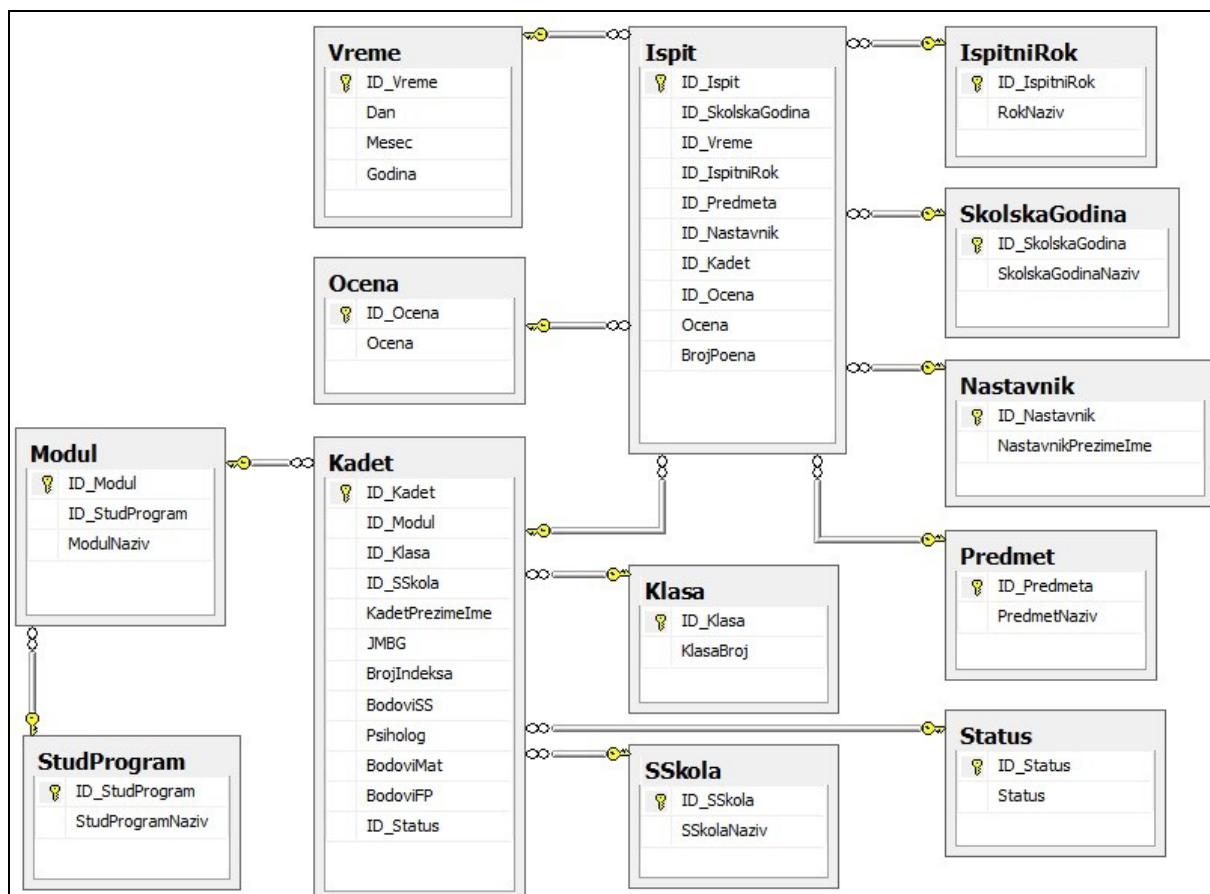 Vreme
ID_Vreme
Dan
Mesec
Godina
Ispit
ID_Ispit
ID_SkolskaGodina
ID_Vreme
ID_IspitniRok
ID_Predmeta
ID_Nastavnik
ID_Kadet
ID_Ocena
Ocena
BrojPoena
IspitniRok
ID_IspitniRok
RokNaziv
SkolskaGodina
ID_SkolskaGodina
SkolskaGodinaNaziv
Ocena
ID_Ocena
Ocena
Nastavnik
ID_Nastavnik
NastavnikPrezimeIme
Modul
ID_Modul
ID_StudProgram
ModulNaziv
Kadet
ID_Kadet
ID_Modul
ID_Klasa
ID_SSkola
KadetPrezimeIme
JMBG
BrojIndeksa
BodoviSS
Psiholog
BodoviMat
BodoviFP
ID_Status
Klasa
ID_Klasa
KlasaBroj
Predmet
ID_Predmeta
PredmetNaziv
StudProgram
ID_StudProgram
StudProgramNaziv
SSkola
ID_SSkola
SSkolaNaziv
Status
ID_Status
Status